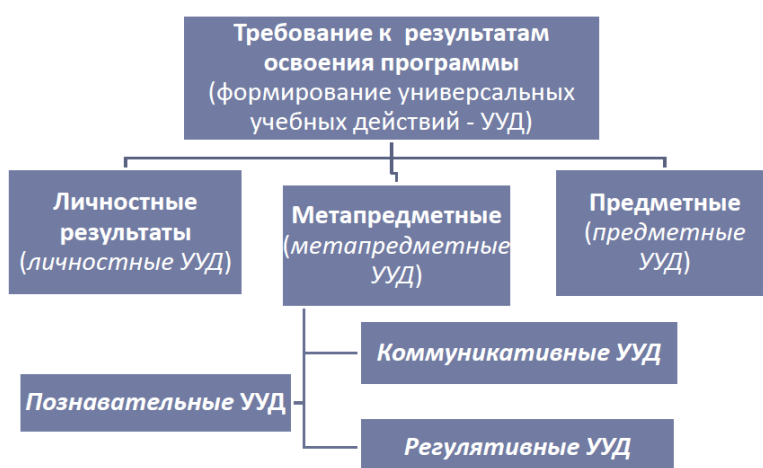 Требование к результатам
освоения программы
(формирование универсальных
учебных действий - УУД)
Личностные
результаты
(личностные УУД)
Метапредметные
(метапредметные
УУД)
Предметные
(предметные
УУД)
Коммуникативные УУД
Познавательные УУД
Регулятивные УУД